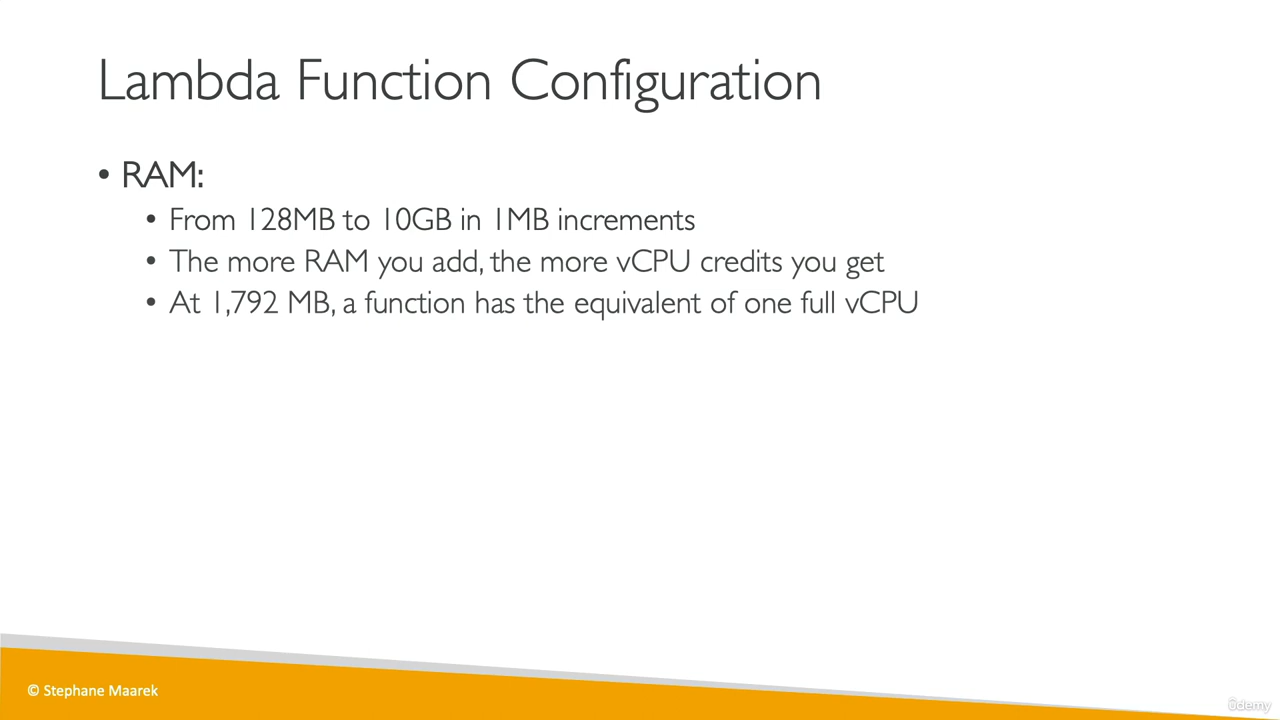 Lambda Function Configuration
• RAM:
• From 128MB to 10GB in 1MB increments
• The more RAM you add, the more vCPU credits you get
• At 1,792 MB, a function has the equivalent of one full vCPU
© Stephane Maarek
ûdemy